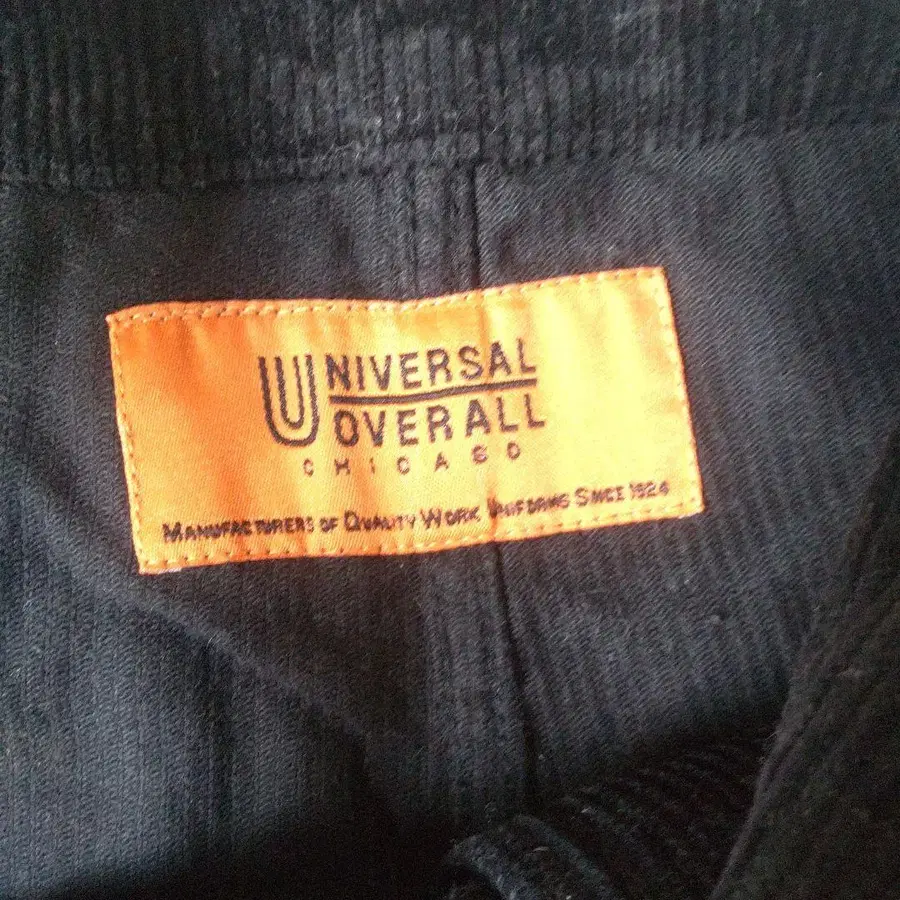 UNIVERSAL
OVERALL
CHICAGO
MANUFACTURERS OF QUALITY WORK UNIFORMS SINCE 1924